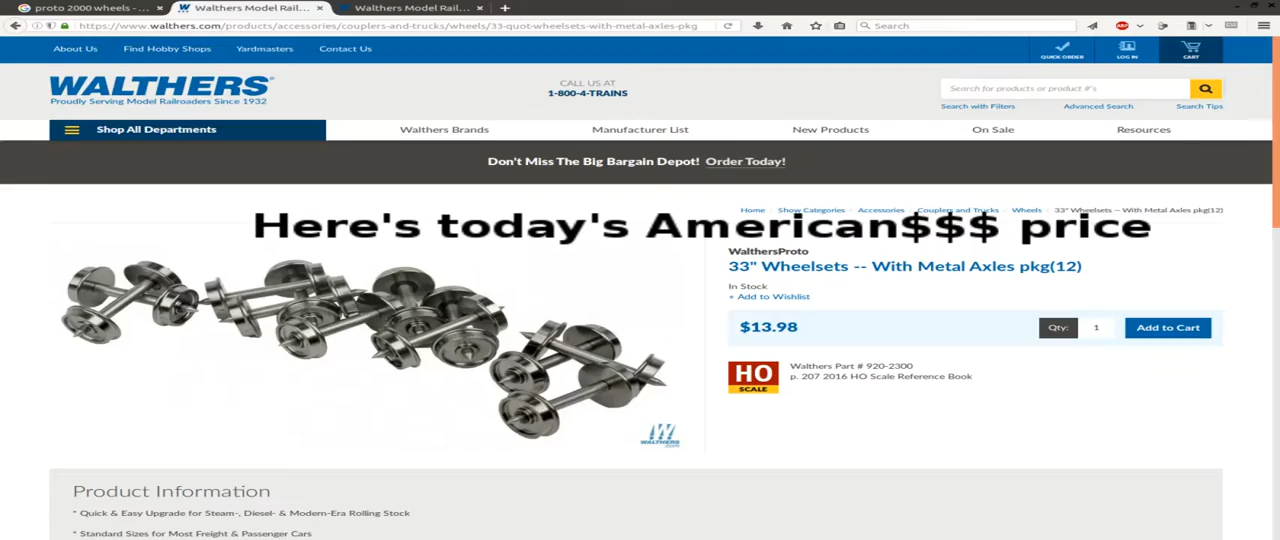 proto 2000 wheels - ...
Walthers Model Rail...
Walthers Model Rail...
https://www.walthers.com/products/accessories/couplers-and-trucks/wheels/33-quot-wheelsets-with-metal-axles-pkg
Search
ABP
About Us
Find Hobby Shops
Yardmasters
Contact Us
QUICK ORDER
LOG IN
CART
WALTHERS®
Proudly Serving Model Railroaders Since 1932
CALL US AT
1-800-4-TRAINS
Search for products or product #'s
Search with Filters
Advanced Search
Search Tips
Shop All Departments
Walthers Brands
Manufacturer List
New Products
On Sale
Resources
Don't Miss The Big Bargain Depot! Order Today!
Home Show Categories Accessories Couplers and Trucks Wheels 33" Wheelsets -- With Metal Axles pkg(12)
Here's today's American$$$ price
WalthersProto
33" Wheelsets -- With Metal Axles pkg(12)
In Stock
+ Add to Wishlist
$13.98
Qty:
1
Add to Cart
HO
SCALE
Walthers Part # 920-2300
p. 207 2016 HO Scale Reference Book
W
WALTHERS
.com
Product Information
* Quick & Easy Upgrade for Steam-, Diesel- & Modern-Era Rolling Stock
* Standard Sizes for Most Freight & Passenger Cars